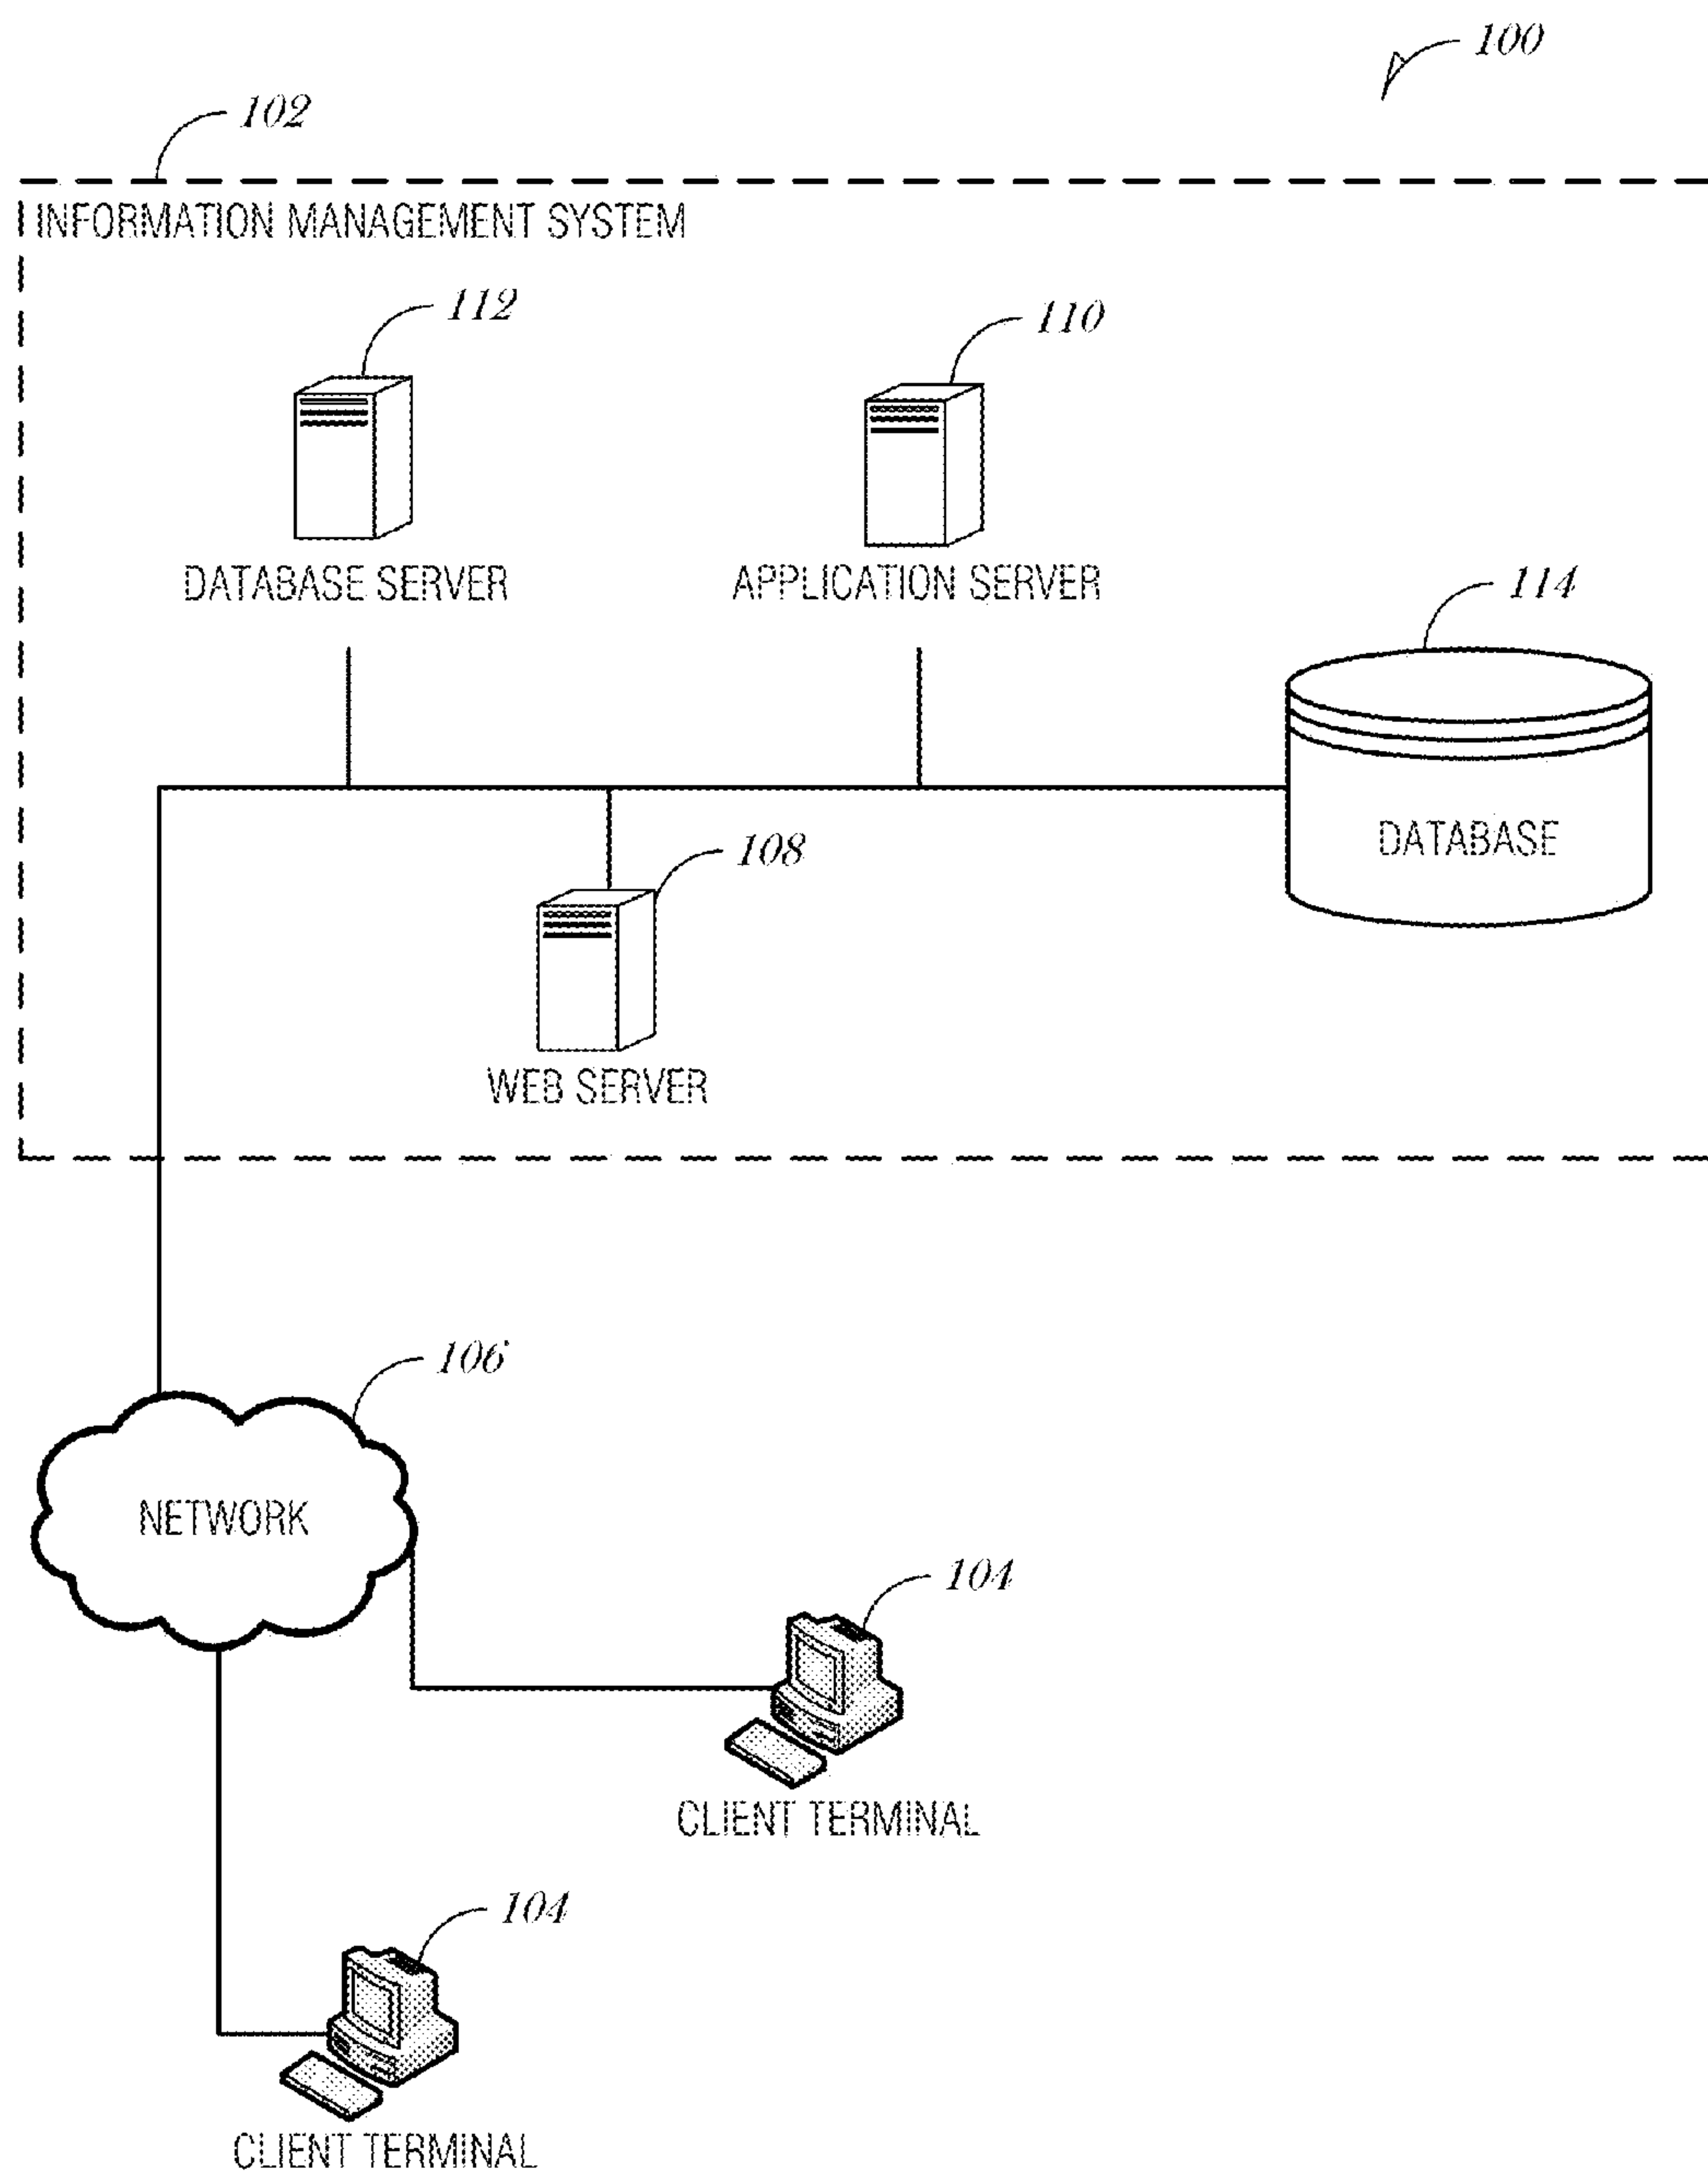 100
102
INFORMATION MANAGEMENT SYSTEM
112
110
DATABASE SERVER
APPLICATION SERVER
114
DATABASE
108
WEB SERVER
106
NETWORK
104
CLIENT TERMINAL
104
CLIENT TERMINAL